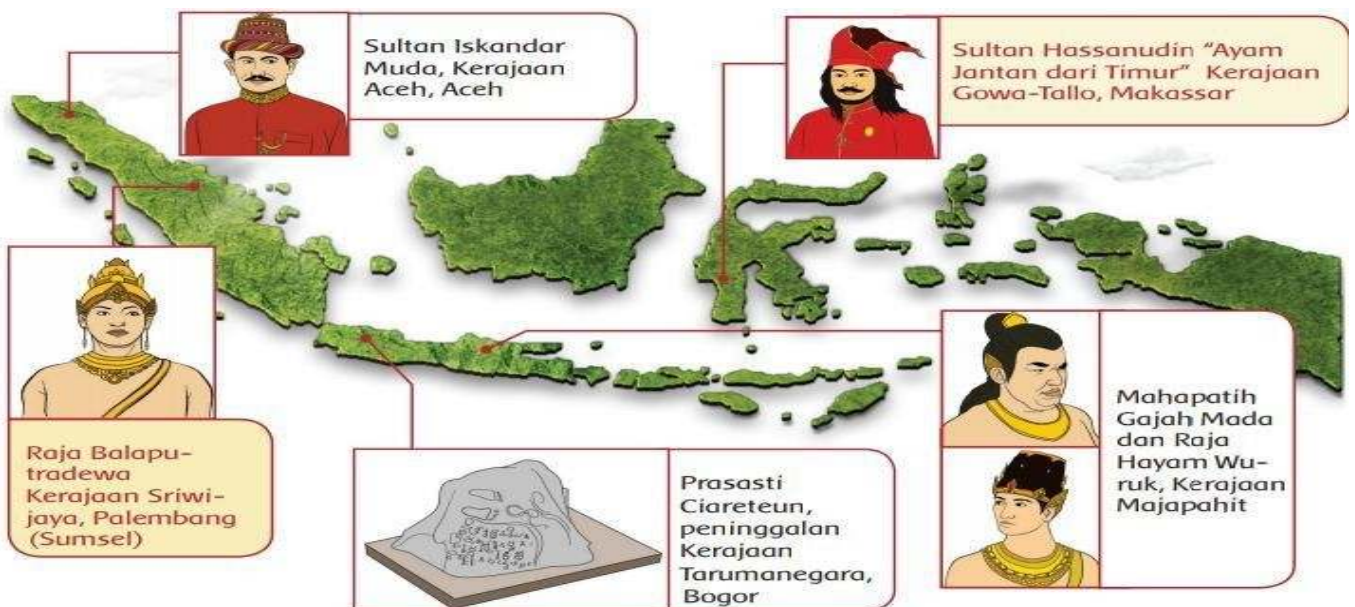 Sultan Iskandar
Muda, Kerajaan
Aceh, Aceh
Sultan Hassanudin “Ayam
Jantan dari Timur” Kerajaan
Gowa-Tallo, Makassar
Raja Balapu-
tradewa
Kerajaan Sriwi-
jaya, Palembang
(Sumsel)
Prasasti
Ciareteun,
peninggalan
Kerajaan
Tarumanegara,
Bogor
Mahapatih
Gajah Mada
dan Raja
Hayam Wu-
ruk, Kerajaan
Majapahit